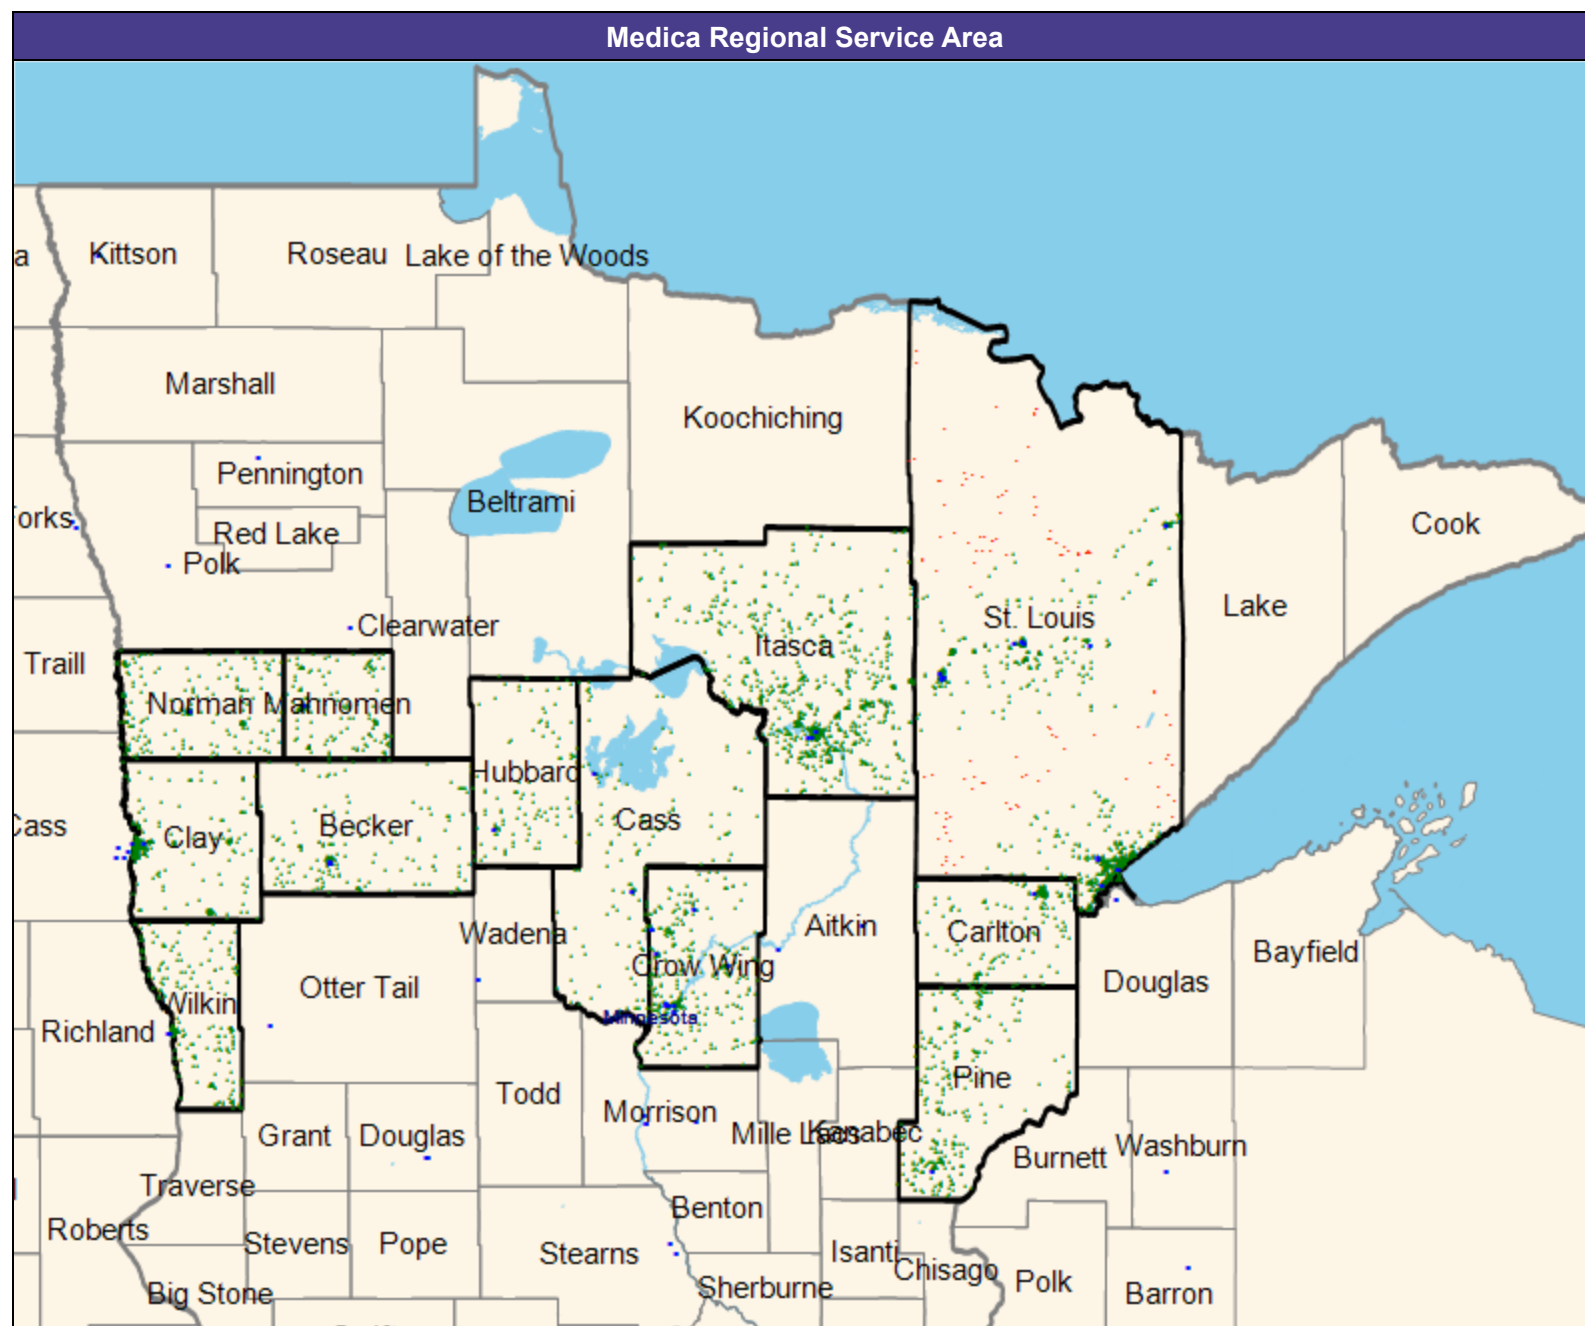 Medica Regional Service Area
a
Kittson
Roseau
Lake of the Woods
Marshall
Koochiching
Pennington
Beltrami
Forks
Red Lake
Cook
Polk
Lake
St. Louis
Clearwater
Itasca
Traill
Norman
Mahnomen
Hubbard
Cass
Cass
Clay
Becker
Aitkin
Wadena
Carlton
Bayfield
Crow Wing
Otter Tail
Douglas
Wilkin
Minnesota
Richland
Pine
Todd
Morrison
Grant
Douglas
Mille Lacs
Kanabec
Washburn
Burnett
Traverse
Benton
Roberts
Stevens
Pope
Stearns
Isanti
Chisago
Polk
Sherburne
Big Stone
Barron